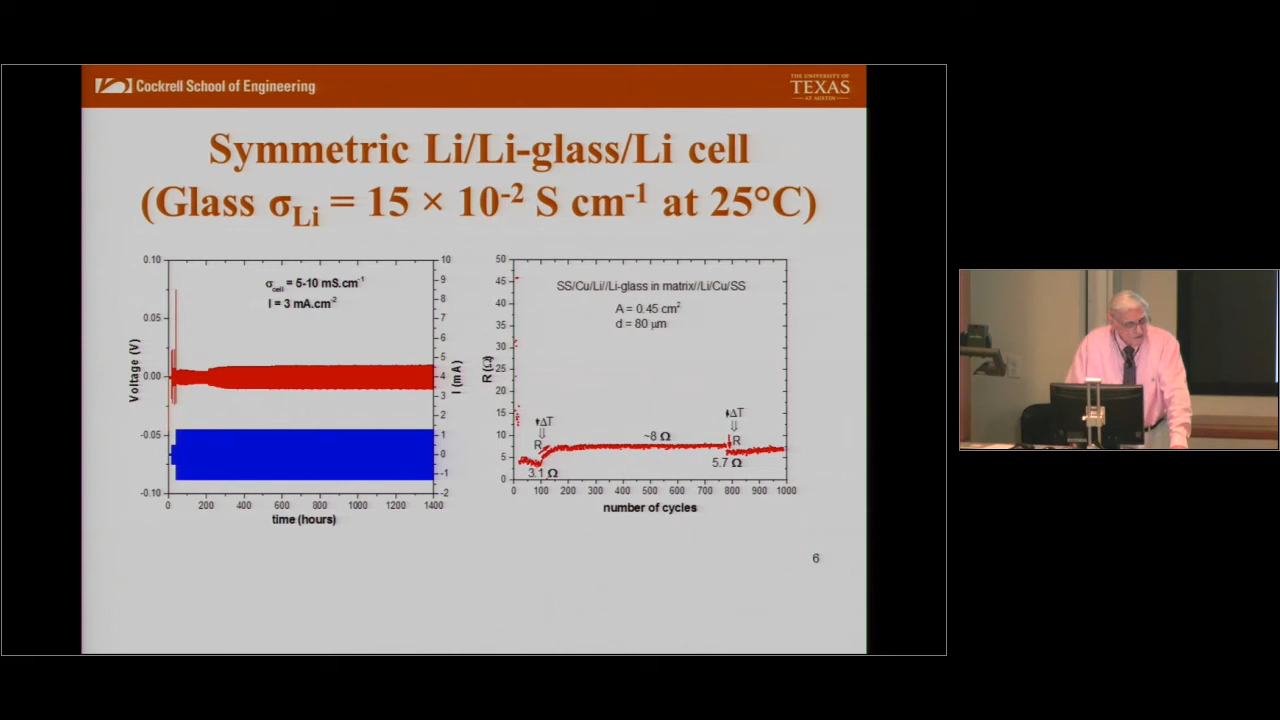 Cockrell School of Engineering
THE UNIVERSITY OF
TEXAS
AT AUSTIN
Symmetric Li/Li-glass/Li cell
(Glass σLi = 15 × 10-2 S cm-1 at 25°C)
0.10
0.05
0.00
-0.05
-0.10
Voltage (V)
σcell = 5-10 mS.cm-1
I = 3 mA.cm-2
10
9
8
7
6
5
4
3
2
1
0
-1
-2
I (mA)
0 200 400 600 800 1000 1200 1400
time (hours)
50
45
40
35
30
25
20
15
10
5
0
R (Ω)
SS/Cu/Li//Li-glass in matrix//Li/Cu/SS
A = 0.45 cm2
d = 80 μm
ΔT
R
3.1 Ω
~8 Ω
ΔT
R
5.7 Ω
0 100 200 300 400 500 600 700 800 900 1000
number of cycles
6